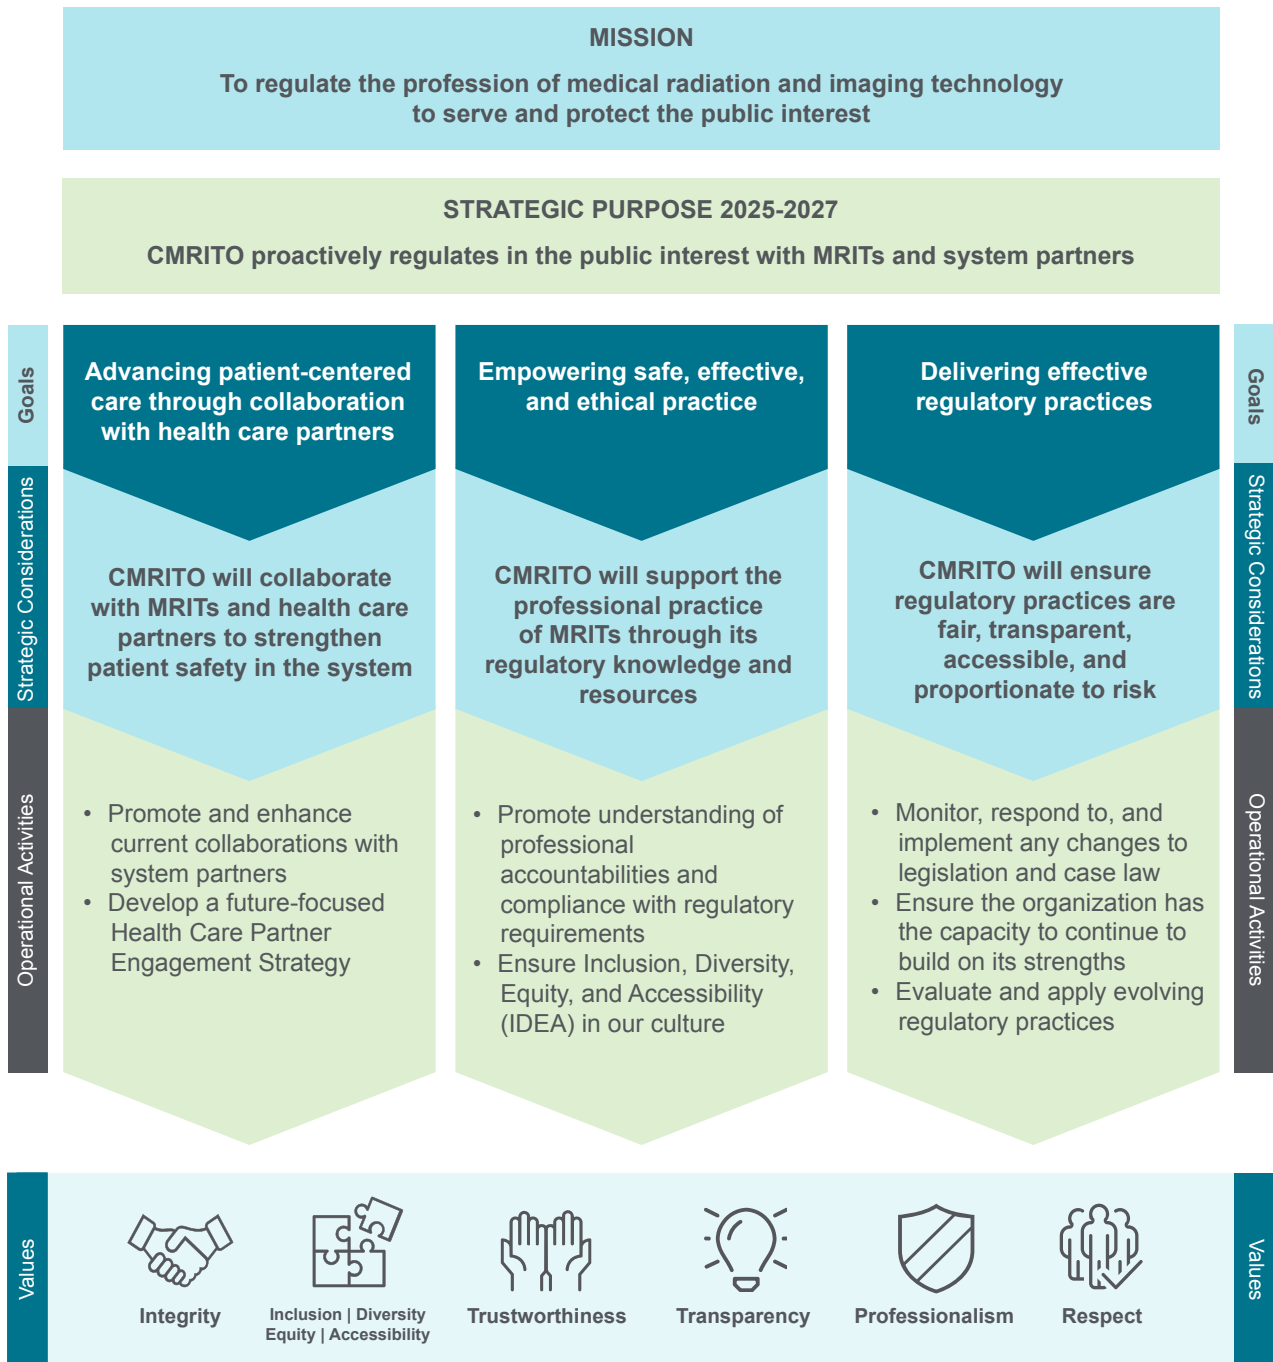 MISSION
To regulate the profession of medical radiation and imaging technology
to serve and protect the public interest
STRATEGIC PURPOSE 2025-2027
CMRITO proactively regulates in the public interest with MRITs and system partners
Goals
Advancing patient-centered
care through collaboration
with health care partners
Empowering safe, effective,
and ethical practice
Delivering effective
regulatory practices
Goals
Strategic Considerations
CMRITO will collaborate
with MRITs and health care
partners to strengthen
patient safety in the system
CMRITO will support the
professional practice
of MRITs through its
regulatory knowledge and
resources
CMRITO will ensure
regulatory practices are
fair, transparent,
accessible, and
proportionate to risk
Strategic Considerations
Operational Activities
• Promote and enhance
current collaborations with
system partners
• Develop a future-focused
Health Care Partner
Engagement Strategy
• Promote understanding of
professional
accountabilities and
compliance with regulatory
requirements
• Ensure Inclusion, Diversity,
Equity, and Accessibility
(IDEA) in our culture
• Monitor, respond to, and
implement any changes to
legislation and case law
• Ensure the organization has
the capacity to continue to
build on its strengths
• Evaluate and apply evolving
regulatory practices
Operational Activities
Values
Integrity
Inclusion | Diversity
Equity | Accessibility
Trustworthiness
Transparency
Professionalism
Respect
Values